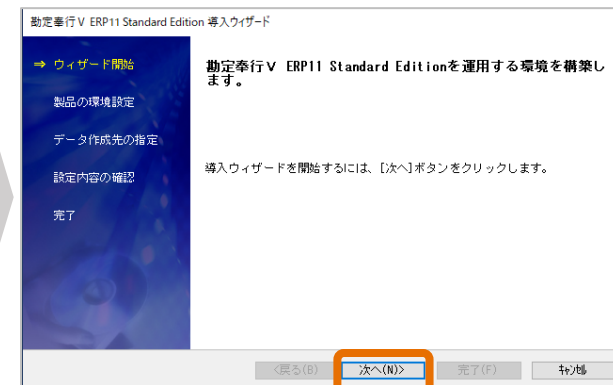 勘定奉行Ⅴ ERP11 Standard Edition 導入ウィザード
⇒ ウィザード開始
製品の環境設定
データ作成先の指定
設定内容の確認
完了
勘定奉行Ⅴ ERP11 Standard Editionを運用する環境を構築し
ます。
導入ウィザードを開始するには、[次へ]ボタンをクリックします。
<戻る(B) 次へ(N)> 完了(F) キャンセル